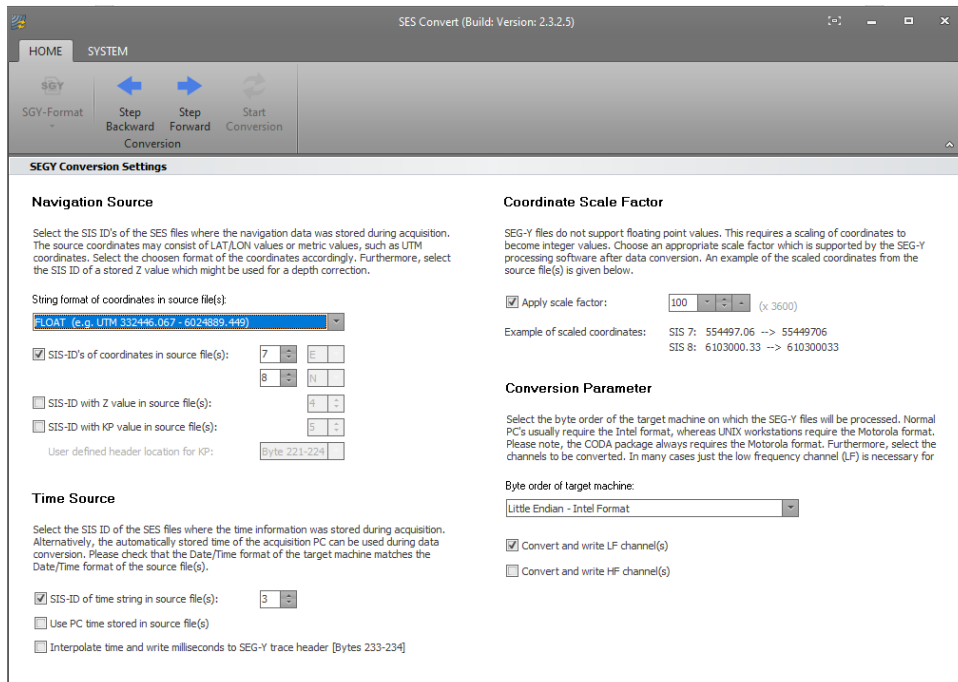 SES Convert (Build: Version: 2.3.2.5)
HOME
SYSTEM
SGY
SGY-Format
Step Backward
Step Forward
Start Conversion
Conversion
SEGY Conversion Settings
Navigation Source
Select the SIS ID's of the SES files where the navigation data was stored during acquisition.
The source coordinates may consist of LAT/LON values or metric values, such as UTM
coordinates. Select the choosen format of the coordinates accordingly. Furthermore, select
the SIS ID of a stored Z value which might be used for a depth correction.
String format of coordinates in source file(s):
FLOAT (e.g. UTM 332446.067 - 6024889.449)
SIS-ID's of coordinates in source file(s): 7 E
8 N
SIS-ID with Z value in source file(s): 4
SIS-ID with KP value in source file(s): 5
User defined header location for KP: Byte 221-224
Time Source
Select the SIS ID of the SES files where the time information was stored during acquisition.
Alternatively, the automatically stored time of the acquisition PC can be used during data
conversion. Please check that the Date/Time format of the target machine matches the
Date/Time format of the source file(s).
SIS-ID of time string in source file(s): 3
Use PC time stored in source file(s)
Interpolate time and write milliseconds to SEG-Y trace header [Bytes 233-234]
Coordinate Scale Factor
SEG-Y files do not support floating point values. This requires a scaling of coordinates to
become integer values. Choose an appropriate scale factor which is supported by the SEG-Y
processing software after data conversion. An example of the scaled coordinates from the
source file(s) is given below.
Apply scale factor: 100 (x 3600)
Example of scaled coordinates: SIS 7: 554497.06 --> 55449706
SIS 8: 6103000.33 --> 610300033
Conversion Parameter
Select the byte order of the target machine on which the SEG-Y files will be processed. Normal
PC's usually require the Intel format, whereas UNIX workstations require the Motorola format.
Please note, the CODA package always requires the Motorola format. Furthermore, select the
channels to be converted. In many cases just the low frequency channel (LF) is necessary for
Byte order of target machine:
Little Endian - Intel Format
Convert and write LF channel(s)
Convert and write HF channel(s)